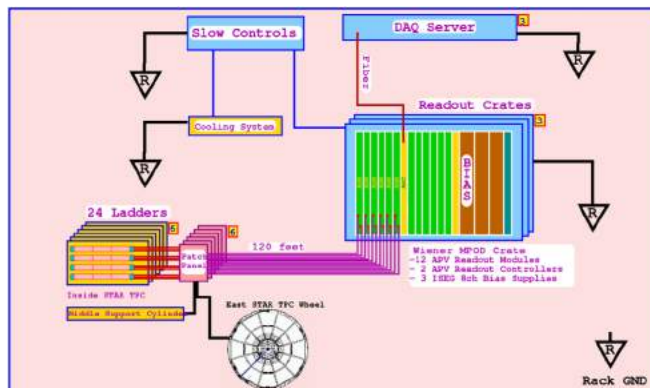 Slow Controls
DAQ Server
3
R
R
Fiber
Cooling System
Readout Crates
3
R
BIAS
R
24 Ladders
6
6
Patch
Panel
120 feet
Wiener MPOD Crate
-12 APV Readout Modules
- 2 APV Readout Controllers
- 3 ISEG 8ch Bias Supplies
Inside STAR TPC
Middle Support Cylinder
East STAR TPC Wheel
R
Rack GND